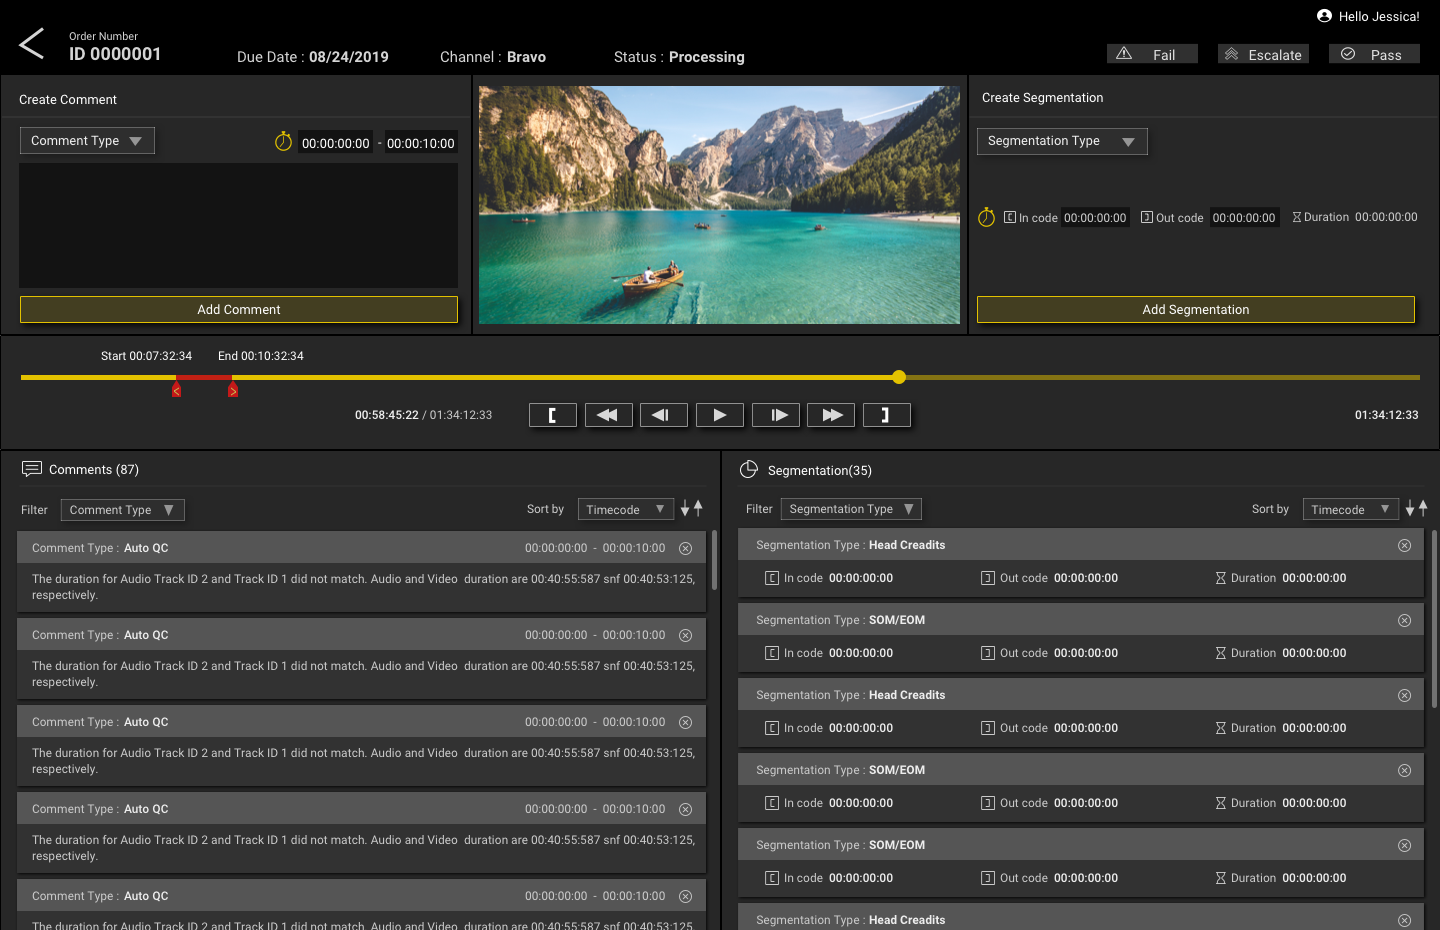 Hello Jessica!
Order Number
ID 0000001
Due Date : 08/24/2019
Channel : Bravo
Status : Processing
Fail
Escalate
Pass
Create Comment
Comment Type
00:00:00:00 - 00:00:10:00
Add Comment
Create Segmentation
Segmentation Type
In code 00:00:00:00
Out code 00:00:00:00
Duration 00:00:00:00
Add Segmentation
Start 00:07:32:34
End 00:10:32:34
00:58:45:22 / 01:34:12:33
01:34:12:33
Comments (87)
Filter
Comment Type
Sort by
Timecode
Comment Type : Auto QC 00:00:00:00 - 00:00:10:00
The duration for Audio Track ID 2 and Track ID 1 did not match. Audio and Video duration are 00:40:55:587 snf 00:40:53:125,
respectively.
Comment Type : Auto QC 00:00:00:00 - 00:00:10:00
The duration for Audio Track ID 2 and Track ID 1 did not match. Audio and Video duration are 00:40:55:587 snf 00:40:53:125,
respectively.
Comment Type : Auto QC 00:00:00:00 - 00:00:10:00
The duration for Audio Track ID 2 and Track ID 1 did not match. Audio and Video duration are 00:40:55:587 snf 00:40:53:125,
respectively.
Comment Type : Auto QC 00:00:00:00 - 00:00:10:00
The duration for Audio Track ID 2 and Track ID 1 did not match. Audio and Video duration are 00:40:55:587 snf 00:40:53:125,
respectively.
Comment Type : Auto QC 00:00:00:00 - 00:00:10:00
The duration for Audio Track ID 2 and Track ID 1 did not match. Audio and Video duration are 00:40:55:587 snf 00:40:53:125,
Segmentation(35)
Filter
Segmentation Type
Sort by
Timecode
Segmentation Type : Head Creadits
In code 00:00:00:00 Out code 00:00:00:00 Duration 00:00:00:00
Segmentation Type : SOM/EOM
In code 00:00:00:00 Out code 00:00:00:00 Duration 00:00:00:00
Segmentation Type : Head Creadits
In code 00:00:00:00 Out code 00:00:00:00 Duration 00:00:00:00
Segmentation Type : SOM/EOM
In code 00:00:00:00 Out code 00:00:00:00 Duration 00:00:00:00
Segmentation Type : SOM/EOM
In code 00:00:00:00 Out code 00:00:00:00 Duration 00:00:00:00
Segmentation Type : Head Creadits